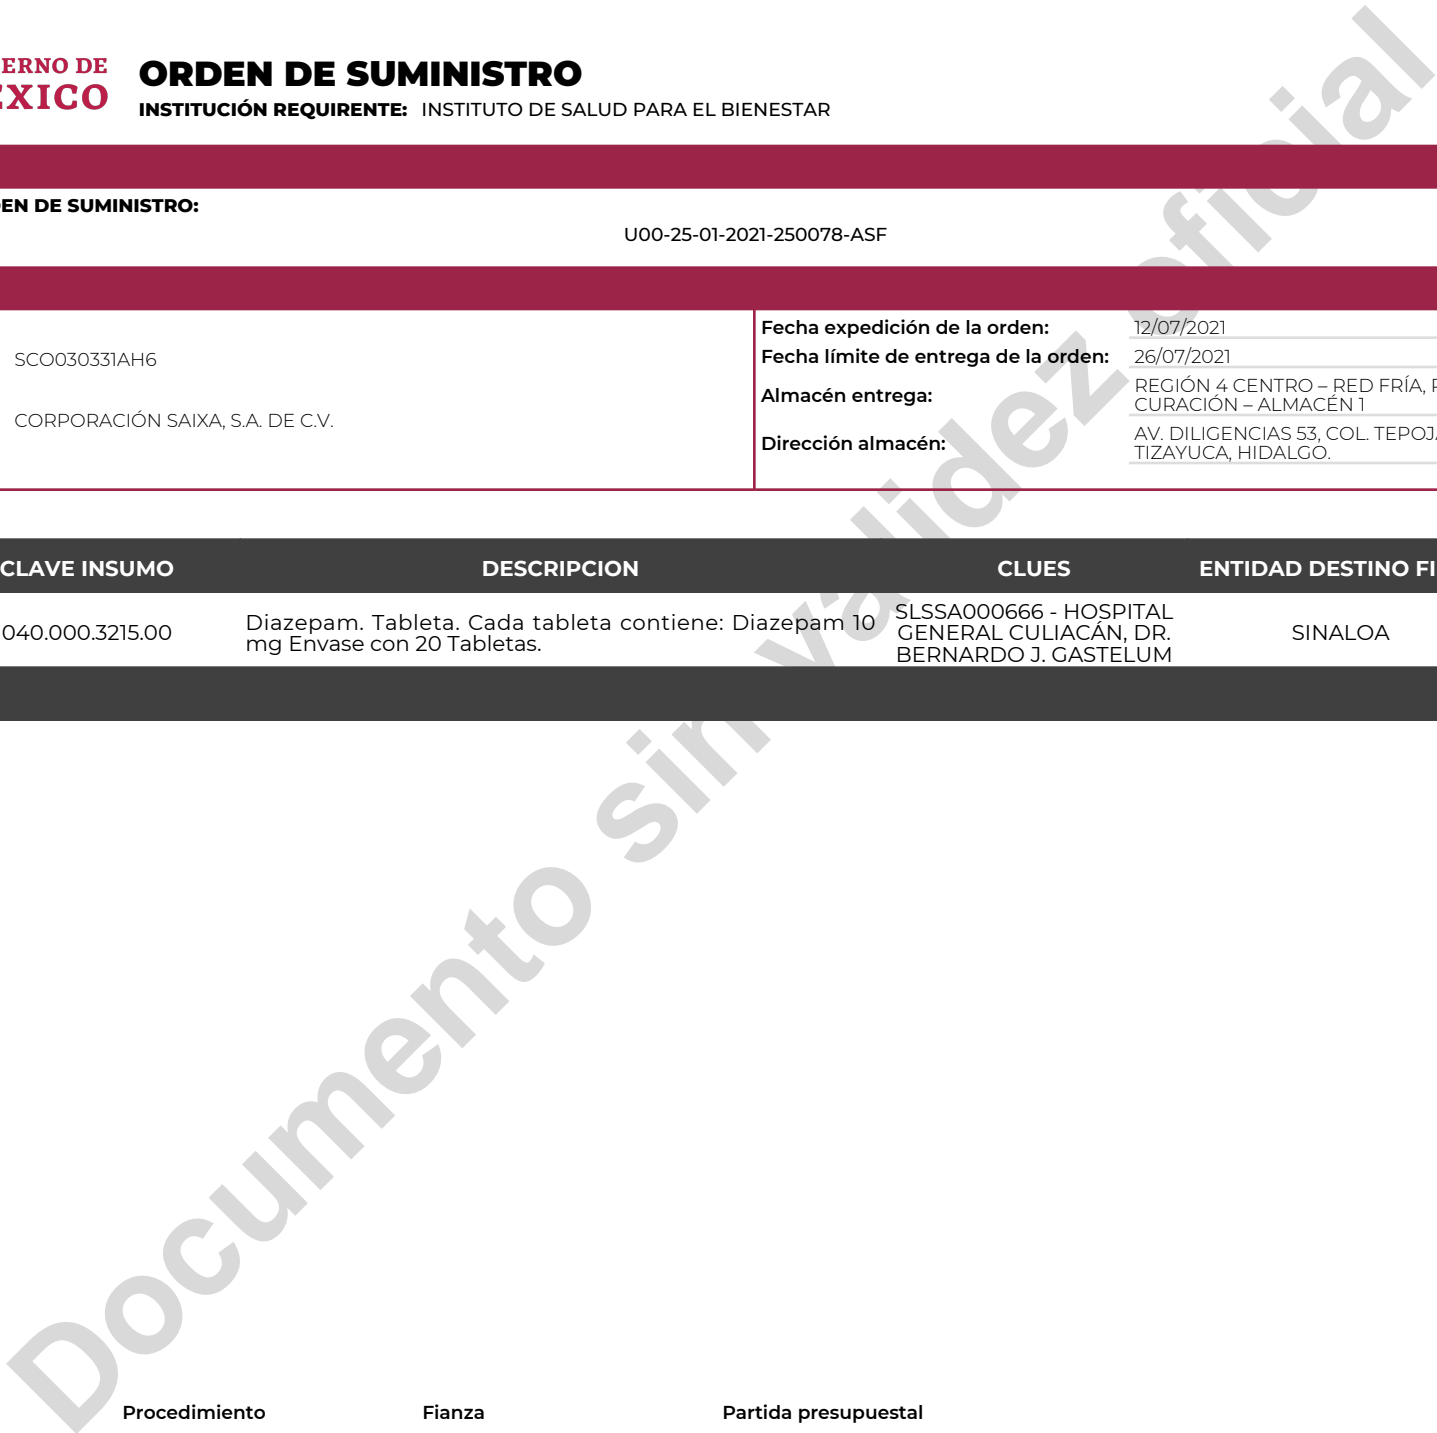 ERNO DE
EXICO
ORDEN DE SUMINISTRO
INSTITUCIÓN REQUIRENTE: INSTITUTO DE SALUD PARA EL BIENESTAR
EN DE SUMINISTRO:
U00-25-01-2021-250078-ASF
SCO030331AH6
CORPORACIÓN SAIXA, S.A. DE C.V.
Fecha expedición de la orden: 12/07/2021
Fecha límite de entrega de la orden: 26/07/2021
Almacén entrega: REGIÓN 4 CENTRO – RED FRÍA,
CURACIÓN – ALMACÉN 1
Dirección almacén: AV. DILIGENCIAS 53, COL. TEPOJ
TIZAYUCA, HIDALGO.
CLAVE INSUMO DESCRIPCION CLUES ENTIDAD DESTINO FI
040.000.3215.00
Diazepam. Tableta. Cada tableta contiene: Diazepam 10
mg Envase con 20 Tabletas.
SLSSA000666 - HOSPITAL
GENERAL CULIACÁN, DR.
BERNARDO J. GASTELUM
SINALOA
Documento sin validez oficial
Procedimiento Fianza Partida presupuestal